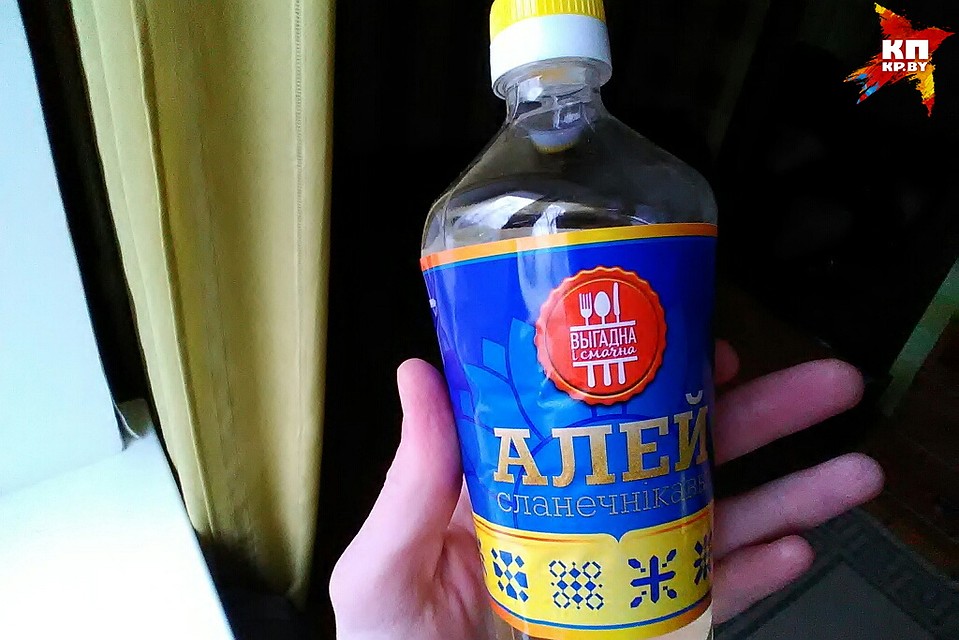 КП
KP.BY
ВЫГАДНА
і смачна
АЛЕЙ
сланечнікавы